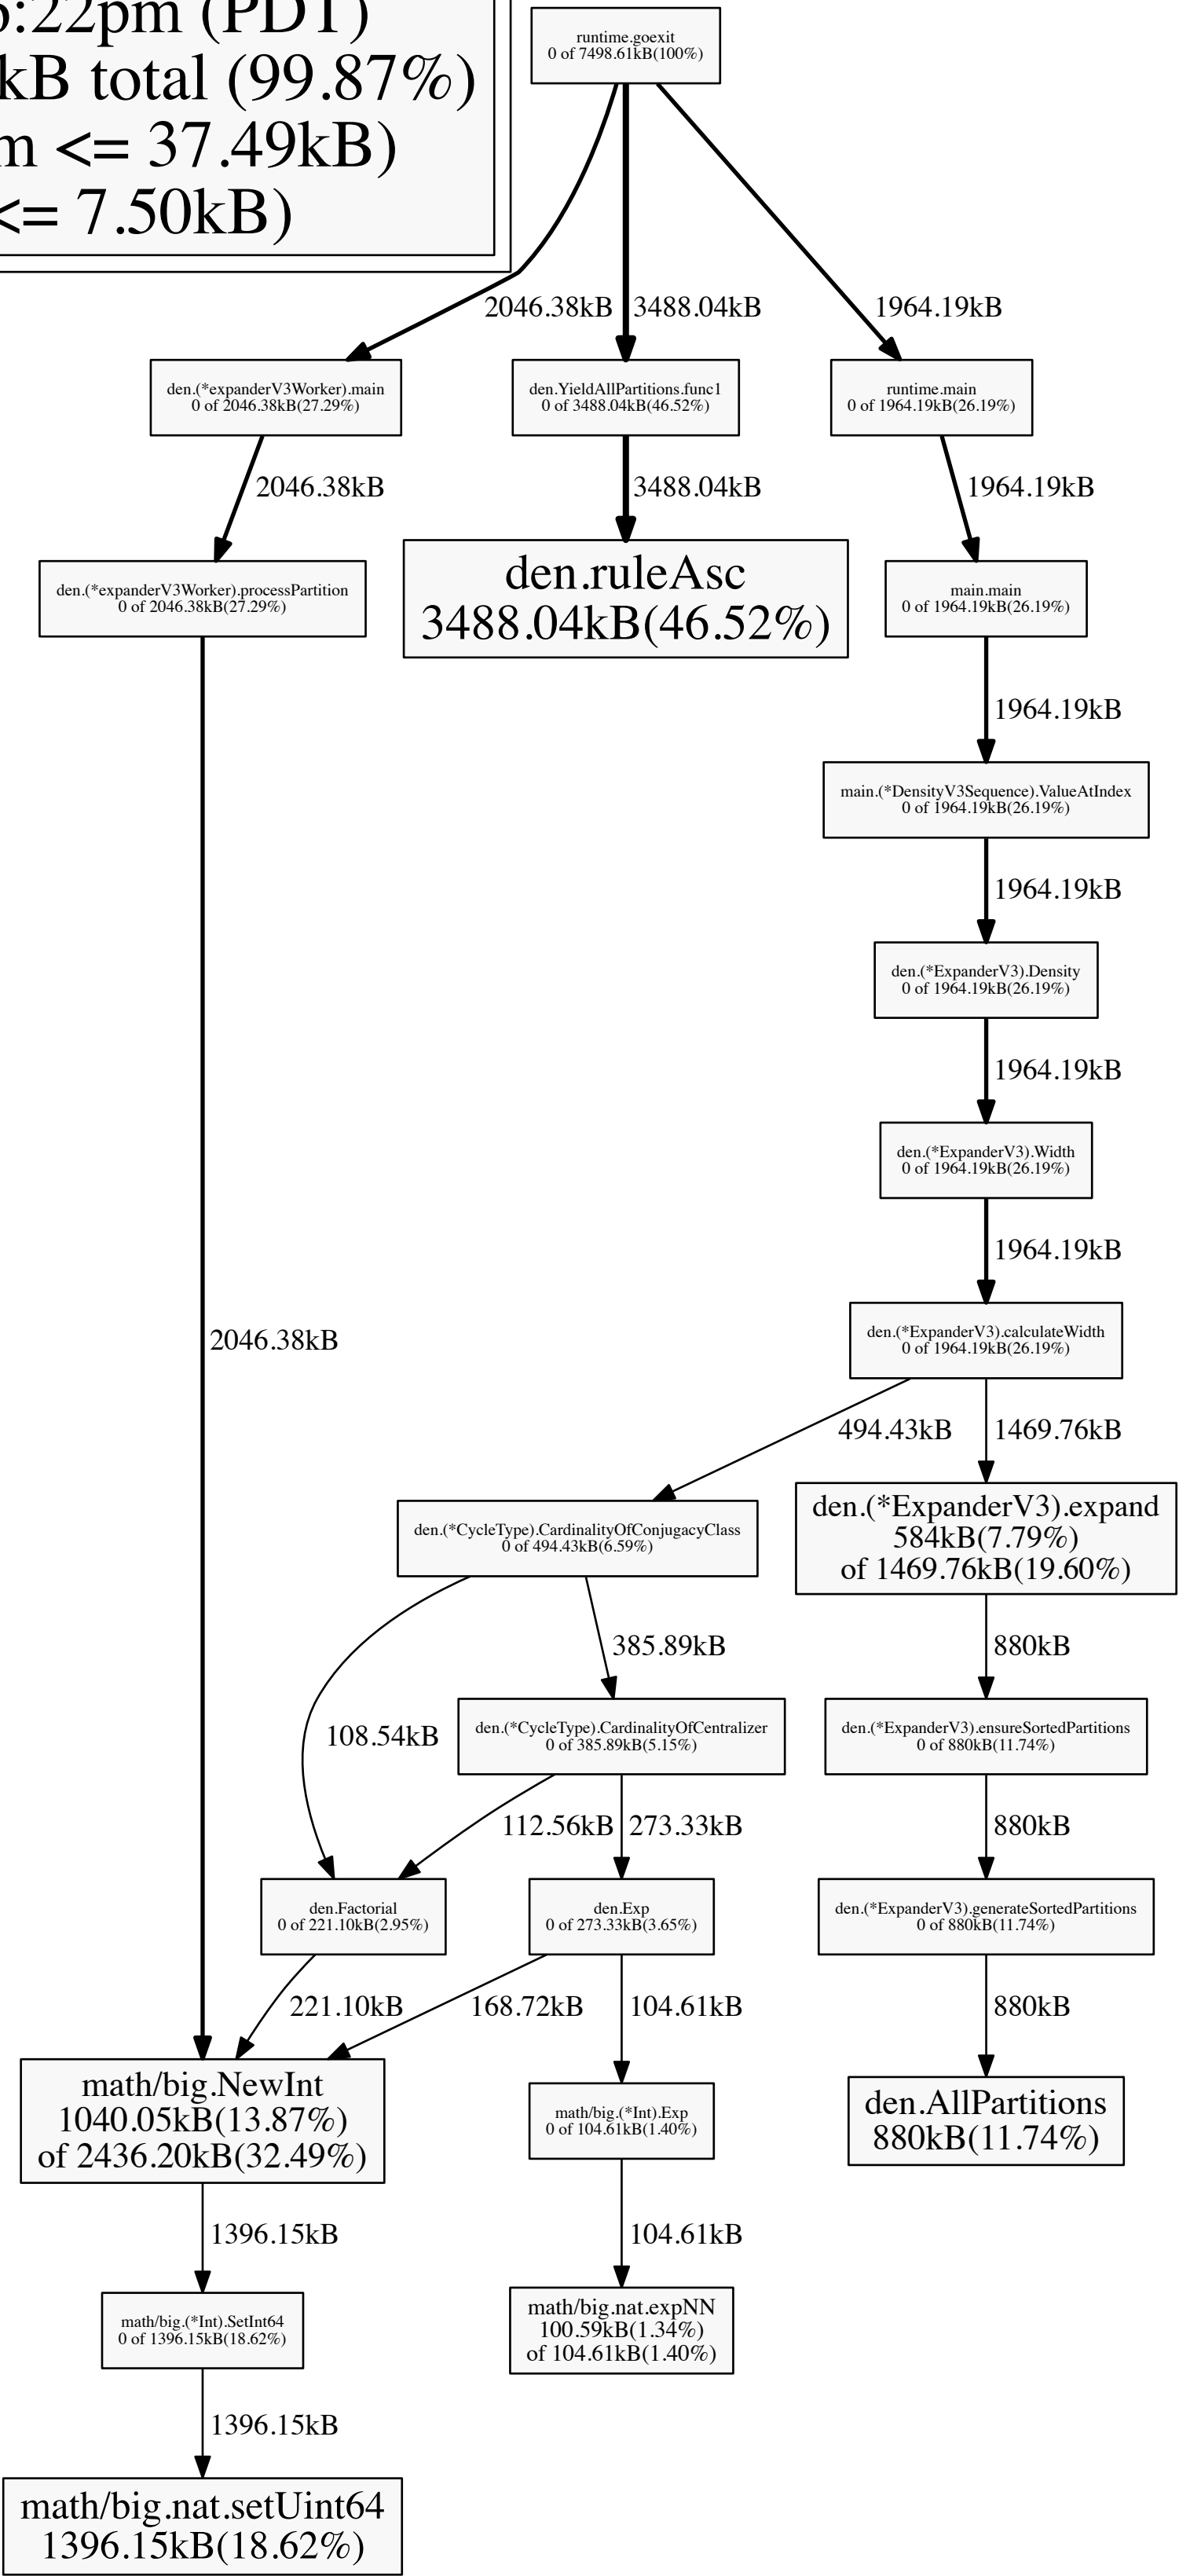 6:22pm (PDT)
kB total (99.87%)
m <= 37.49kB)
<= 7.50kB)
runtime.goexit
0 of 7498.61kB(100%)
2046.38kB
3488.04kB
1964.19kB
den.(*expanderV3Worker).main
0 of 2046.38kB(27.29%)
den.YieldAllPartitions.func1
0 of 3488.04kB(46.52%)
runtime.main
0 of 1964.19kB(26.19%)
2046.38kB
3488.04kB
1964.19kB
den.(*expanderV3Worker).processPartition
0 of 2046.38kB(27.29%)
den.ruleAsc
3488.04kB(46.52%)
main.main
0 of 1964.19kB(26.19%)
1964.19kB
main.(*DensityV3Sequence).ValueAtIndex
0 of 1964.19kB(26.19%)
1964.19kB
den.(*ExpanderV3).Density
0 of 1964.19kB(26.19%)
1964.19kB
den.(*ExpanderV3).Width
0 of 1964.19kB(26.19%)
1964.19kB
den.(*ExpanderV3).calculateWidth
0 of 1964.19kB(26.19%)
2046.38kB
494.43kB
1469.76kB
den.(*CycleType).CardinalityOfConjugacyClass
0 of 494.43kB(6.59%)
den.(*ExpanderV3).expand
584kB(7.79%)
of 1469.76kB(19.60%)
385.89kB
880kB
108.54kB
den.(*CycleType).CardinalityOfCentralizer
0 of 385.89kB(5.15%)
den.(*ExpanderV3).ensureSortedPartitions
0 of 880kB(11.74%)
112.56kB
273.33kB
880kB
den.Factorial
0 of 221.10kB(2.95%)
den.Exp
0 of 273.33kB(3.65%)
den.(*ExpanderV3).generateSortedPartitions
0 of 880kB(11.74%)
221.10kB
168.72kB
104.61kB
880kB
math/big.NewInt
1040.05kB(13.87%)
of 2436.20kB(32.49%)
math/big.(*Int).Exp
0 of 104.61kB(1.40%)
den.AllPartitions
880kB(11.74%)
1396.15kB
104.61kB
math/big.(*Int).SetInt64
0 of 1396.15kB(18.62%)
math/big.nat.expNN
100.59kB(1.34%)
of 104.61kB(1.40%)
1396.15kB
math/big.nat.setUint64
1396.15kB(18.62%)